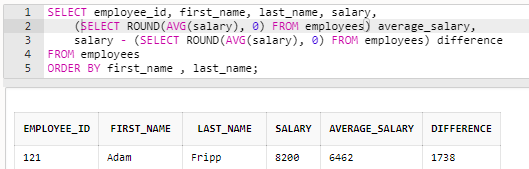 1 SELECT employee_id, first_name, last_name, salary,
2 (SELECT ROUND(AVG(salary), 0) FROM employees) average_salary,
3 salary - (SELECT ROUND(AVG(salary), 0) FROM employees) difference
4 FROM employees
5 ORDER BY first_name , last_name;
EMPLOYEE_ID FIRST_NAME LAST_NAME SALARY AVERAGE_SALARY DIFFERENCE
121 Adam Fripp 8200 6462 1738